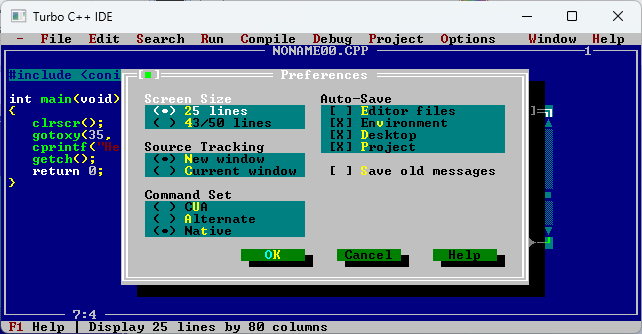 Turbo C++ IDE
File Edit Search Run Compile Debug Project Options Window Help
NONAME00.CPP 1
#include <coni
Preferences
int main(void)
{
clrscr();
gotoxy(35,
cprintf("He
getch();
return 0;
}
Screen Size
(•) 25 lines
( ) 43/50 lines
Source Tracking
(•) New window
( ) Current window
Command Set
( ) CUA
( ) Alternate
(•) Native
Auto-Save
[ ] Editor files
[X] Environment
[X] Desktop
[X] Project
[ ] Save old messages
OK Cancel Help
7:4
F1 Help | Display 25 lines by 80 columns